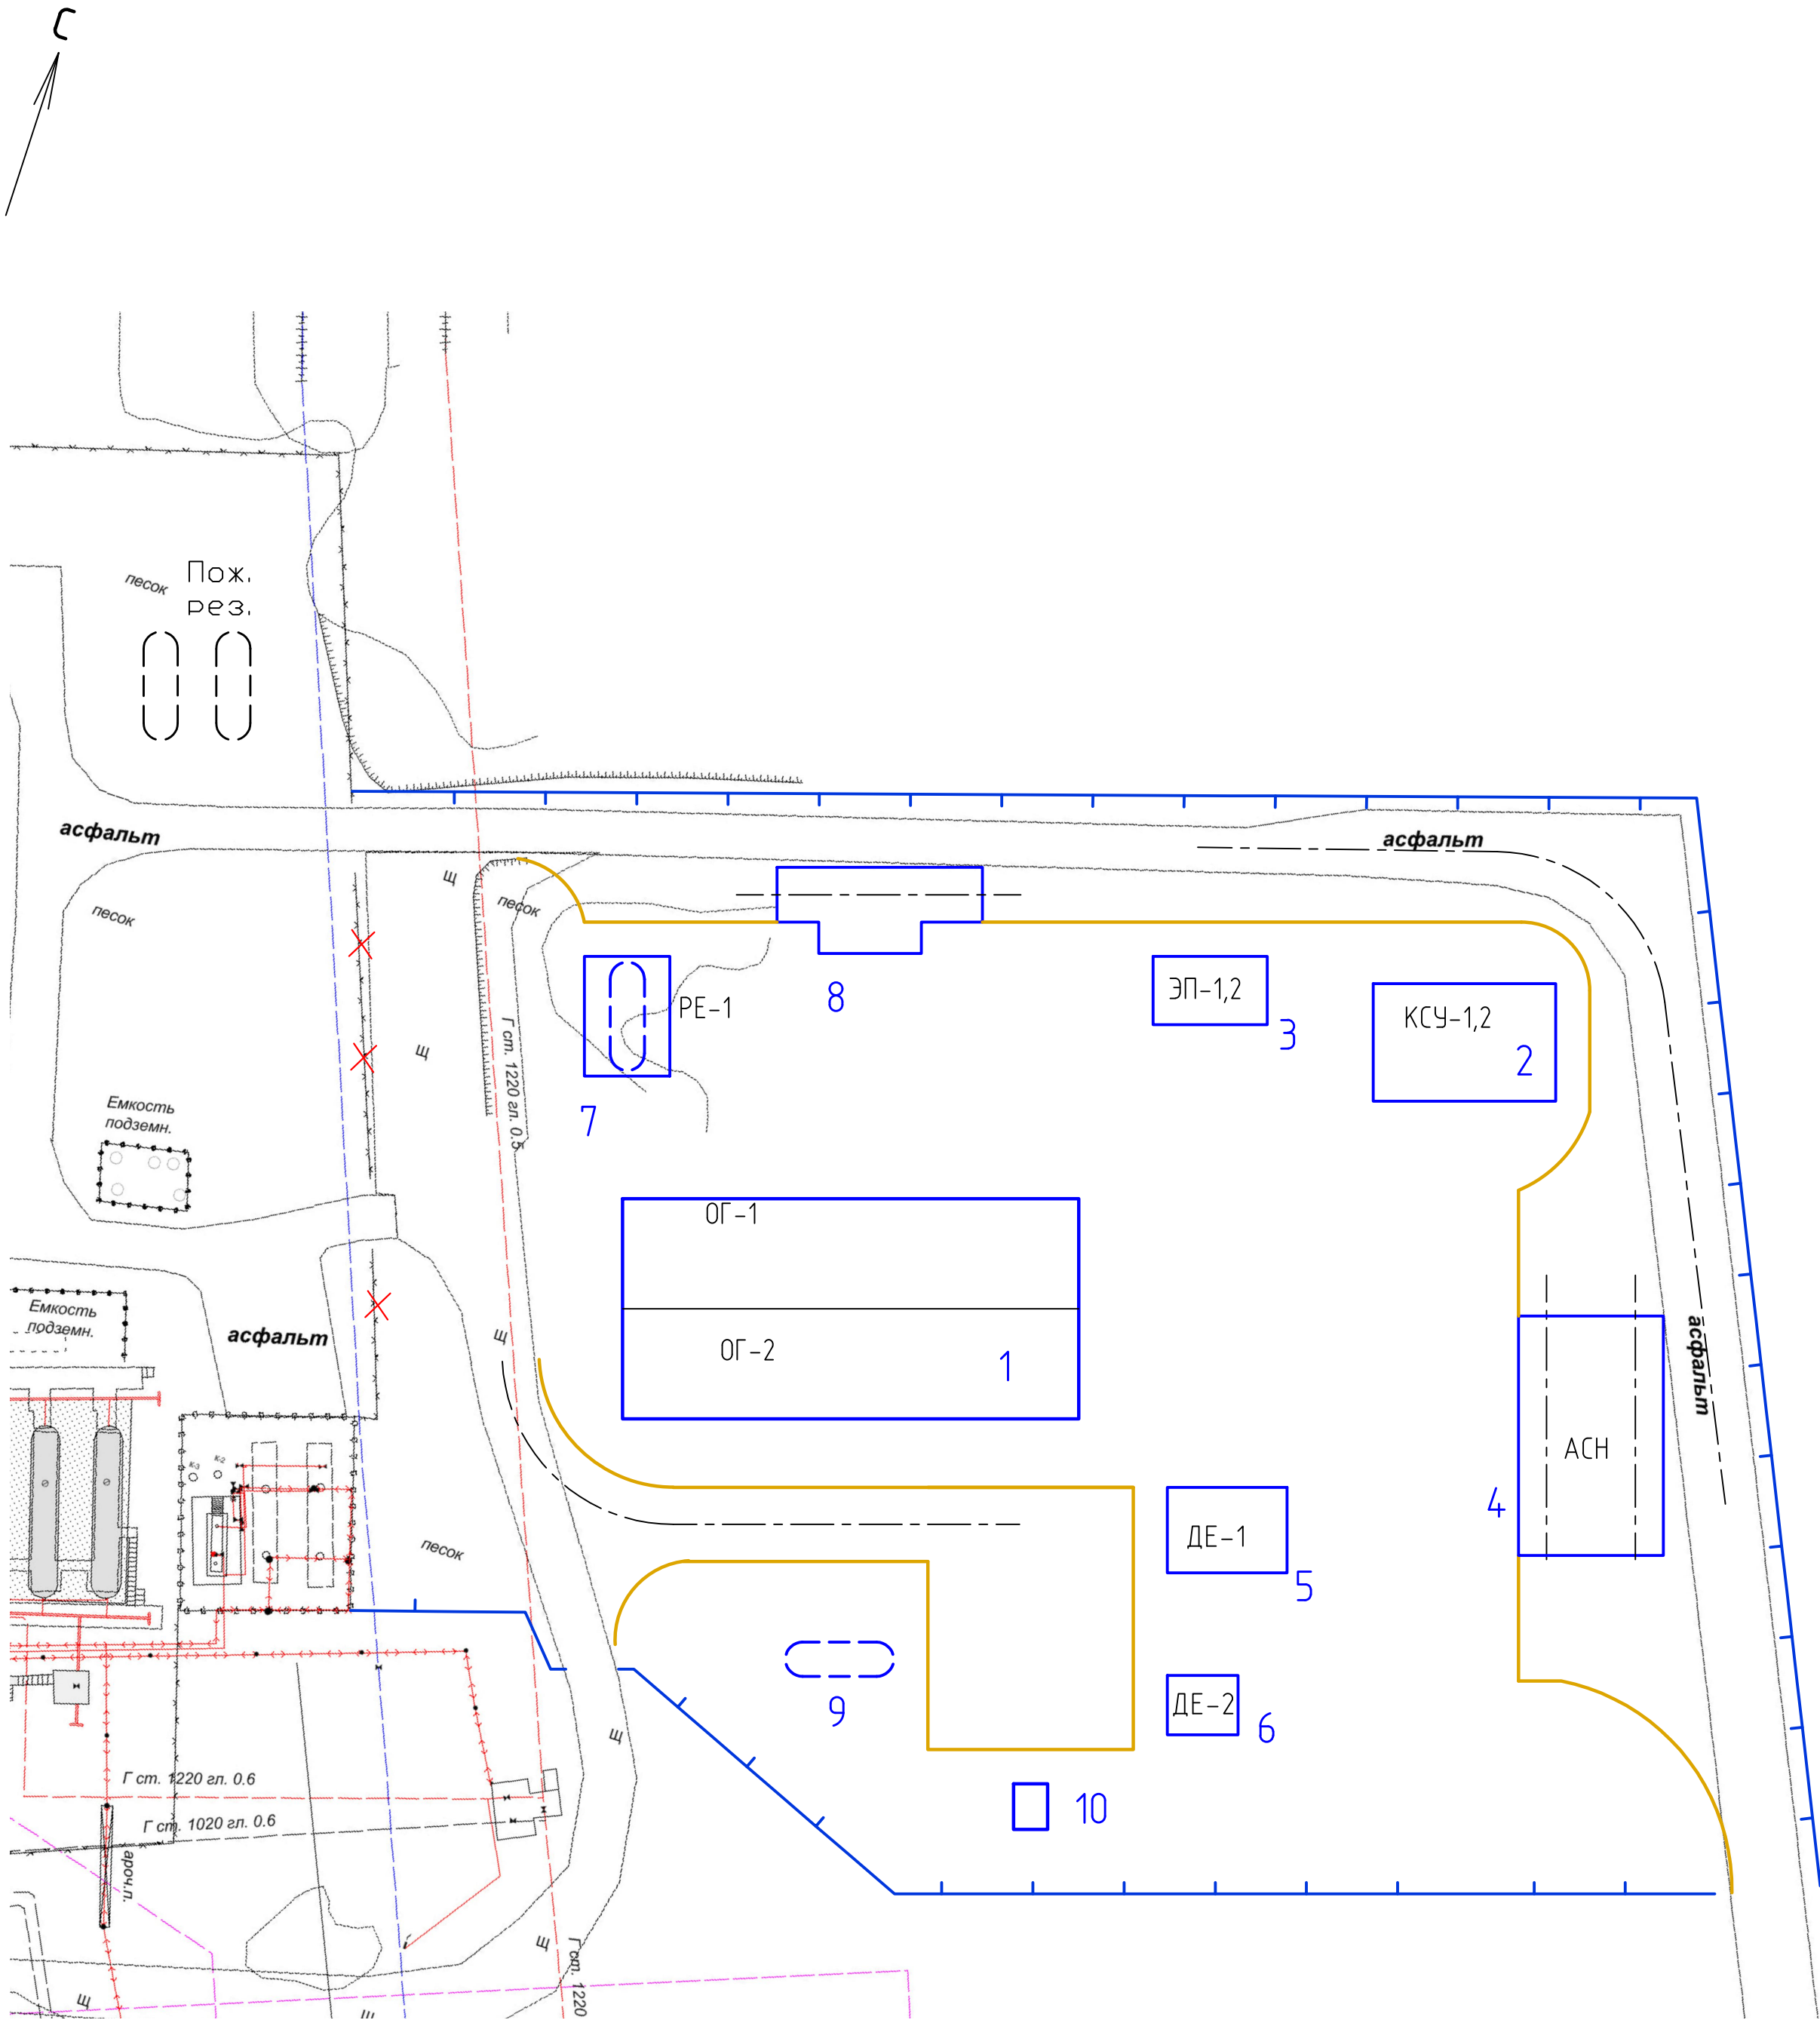 С
Пож.
рез.
песок
асфальт
асфальт
песок
Щ
песок
РЕ-1
8
ЭП-1,2
3
КСУ-1,2
2
Г ст. 1220 гл. 0.5
Щ
7
Емкость
подземн.
ОГ-1
ОГ-2
1
Емкость
подземн.
асфальт
Щ
асфальт
АСН
4
К-3
К-2
песок
ДЕ-1
5
ДЕ-2
6
9
Щ
10
Г ст. 1220 гл. 0.6
Г ст. 1020 гл. 0.6
ароч.п.
Щ
Г ст. 1220
Щ
Щ